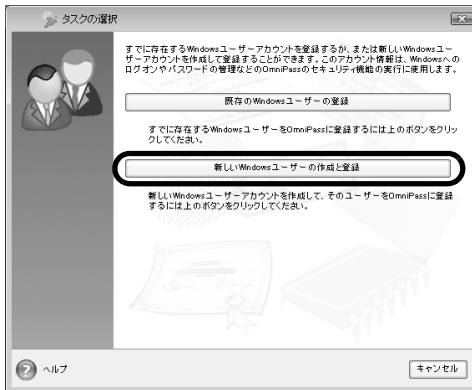 タスクの選択
すでに存在するWindowsユーザーアカウントを登録するか、または新しいWindowsユー
ザーアカウントを作成して登録することができます。このアカウント情報は、Windowsへの
ログオンやパスワードの管理などのOmniPassのセキュリティ機能の実行に使用します。
既存のWindowsユーザーの登録
すでに存在するWindowsユーザーをOmniPassに登録するには上のボタンをクリッ
クしてください。
新しいWindowsユーザーの作成と登録
新しいWindowsユーザーアカウントを作成して、そのユーザーをOmniPassに登録
するには上のボタンをクリックしてください。
ヘルプ
キャンセル